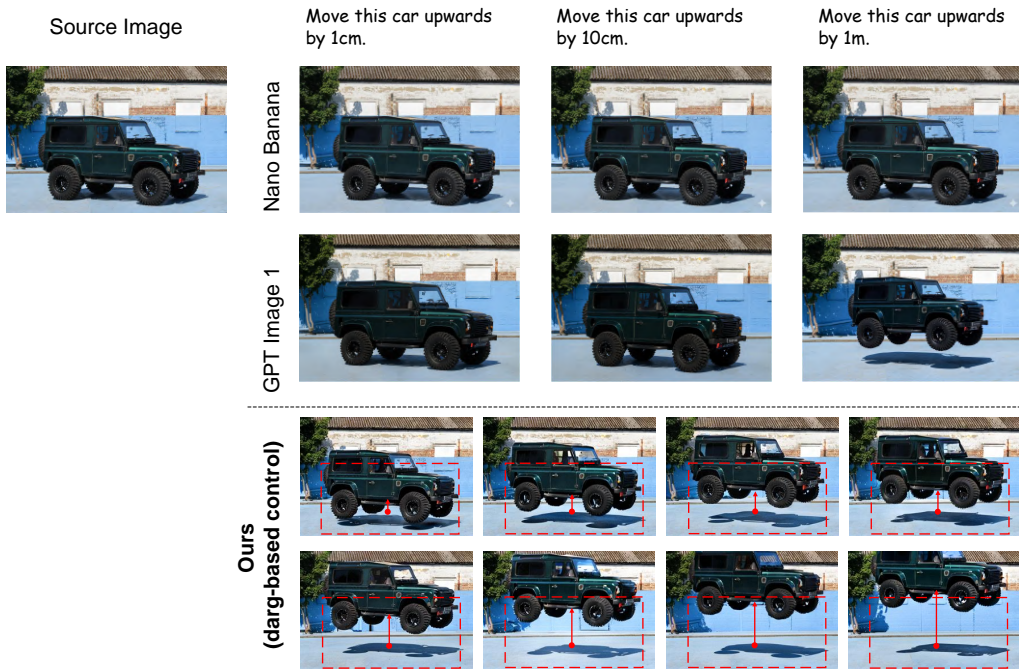 Source Image
Move this car upwards
by 1cm.
Move this car upwards
by 10cm.
Move this car upwards
by 1m.
Nano Banana
GPT Image 1
Ours
(darg-based control)